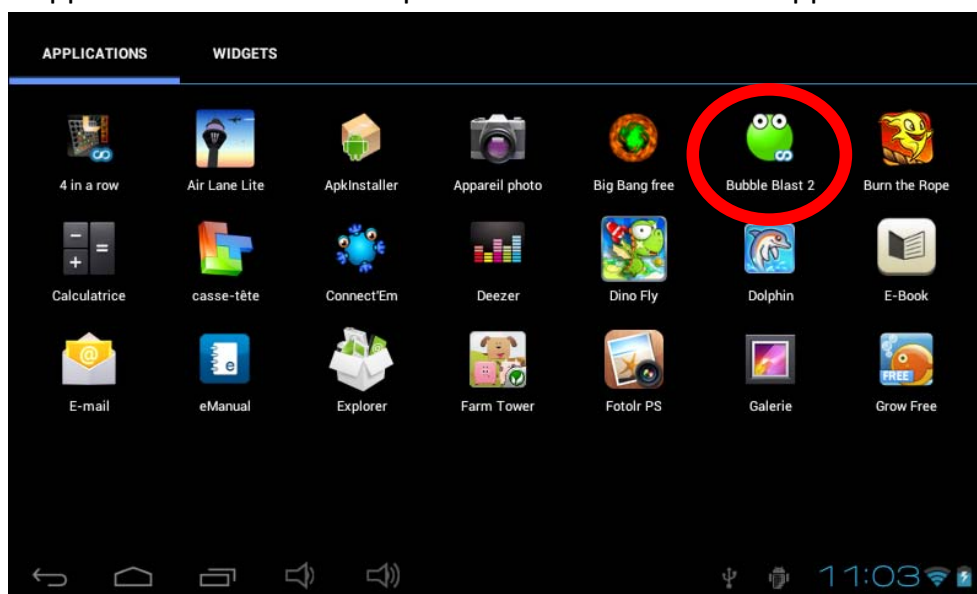 APPLICATIONS WIDGETS
4 in a row Air Lane Lite ApkInstaller Appareil photo Big Bang free Bubble Blast 2 Burn the Rope
Calculatrice casse-tête Connect'Em Deezer Dino Fly Dolphin E-Book
FREE
E-mail eManual Explorer Farm Tower Fotolr PS Galerie Grow Free
11:03